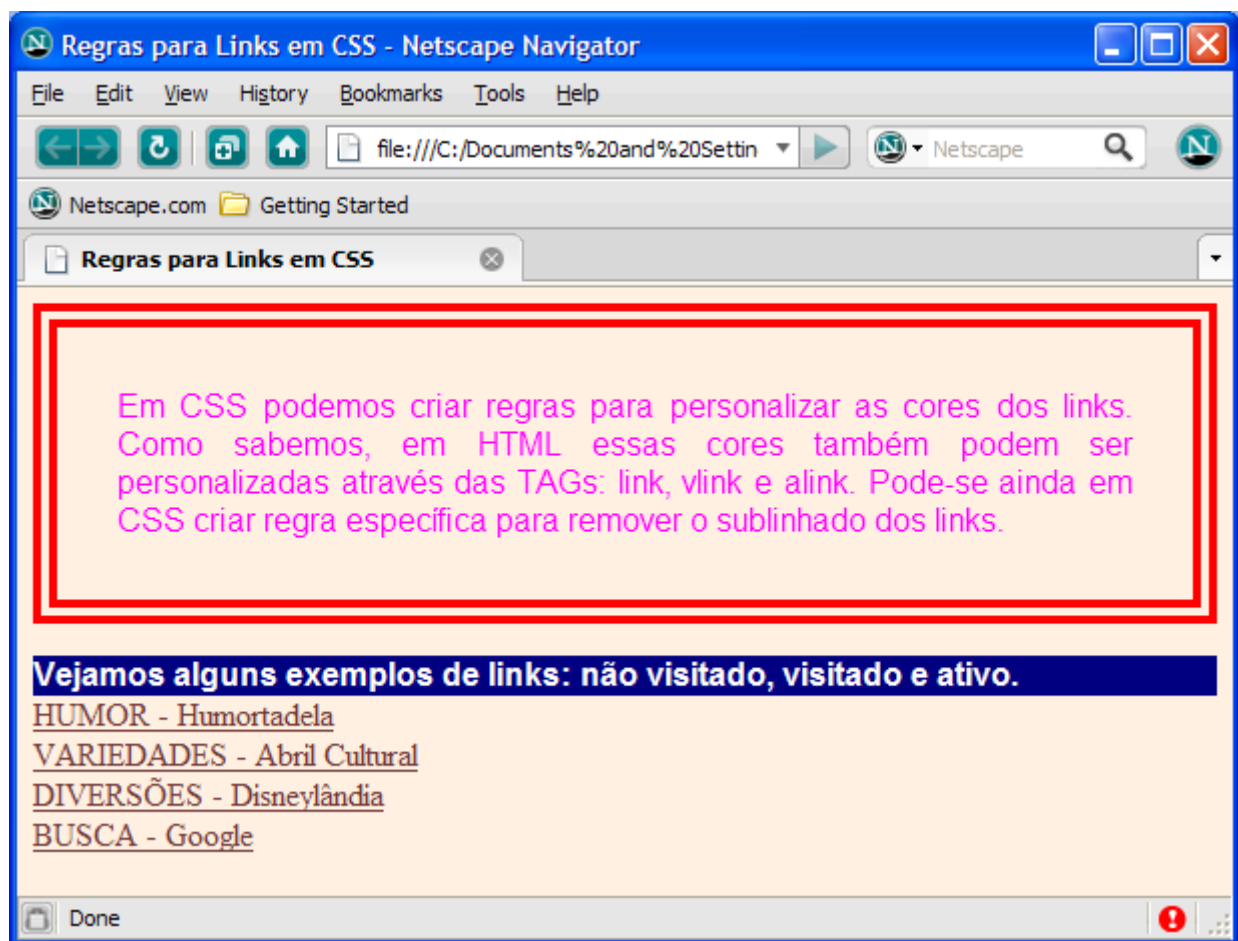 Regras para Links em CSS - Netscape Navigator
File Edit View History Bookmarks Tools Help
file:///C:/Documents%20and%20Settin Netscape
Netscape.com Getting Started
Regras para Links em CSS
Em CSS podemos criar regras para personalizar as cores dos links.
Como sabemos, em HTML essas cores também podem ser
personalizadas através das TAGs: link, vlink e alink. Pode-se ainda em
CSS criar regra específica para remover o sublinhado dos links.
Vejamos alguns exemplos de links: não visitado, visitado e ativo.
HUMOR - Humortadela
VARIEDADES - Abril Cultural
DIVERSÕES - Disneylândia
BUSCA - Google
Done